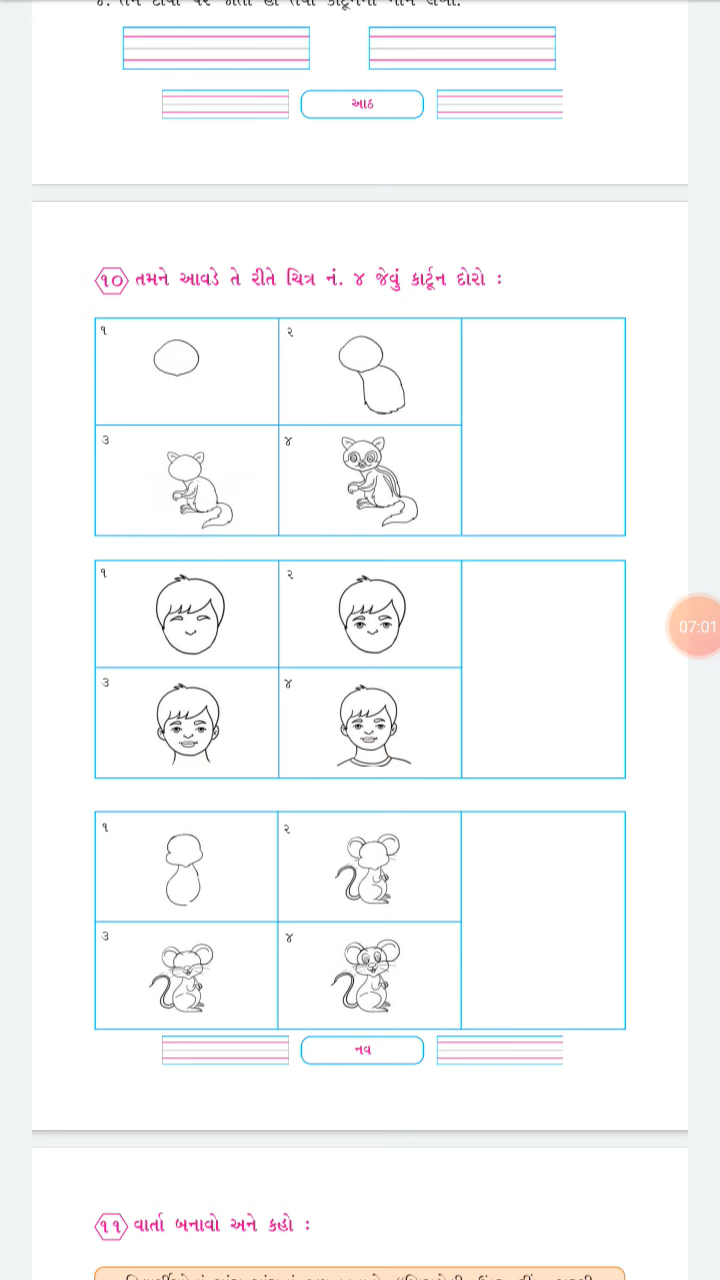 આઠ
૧૦ તમને આવડે તે રીતે ચિત્ર નં. ૪ જેવું કાર્ટૂન દોરો :
૧ ૨
૩ ૪
૧ ૨
૩ ૪
૧ ૨
૩ ૪
07:01
નવ
૧૧ વાર્તા બનાવો અને કહો :